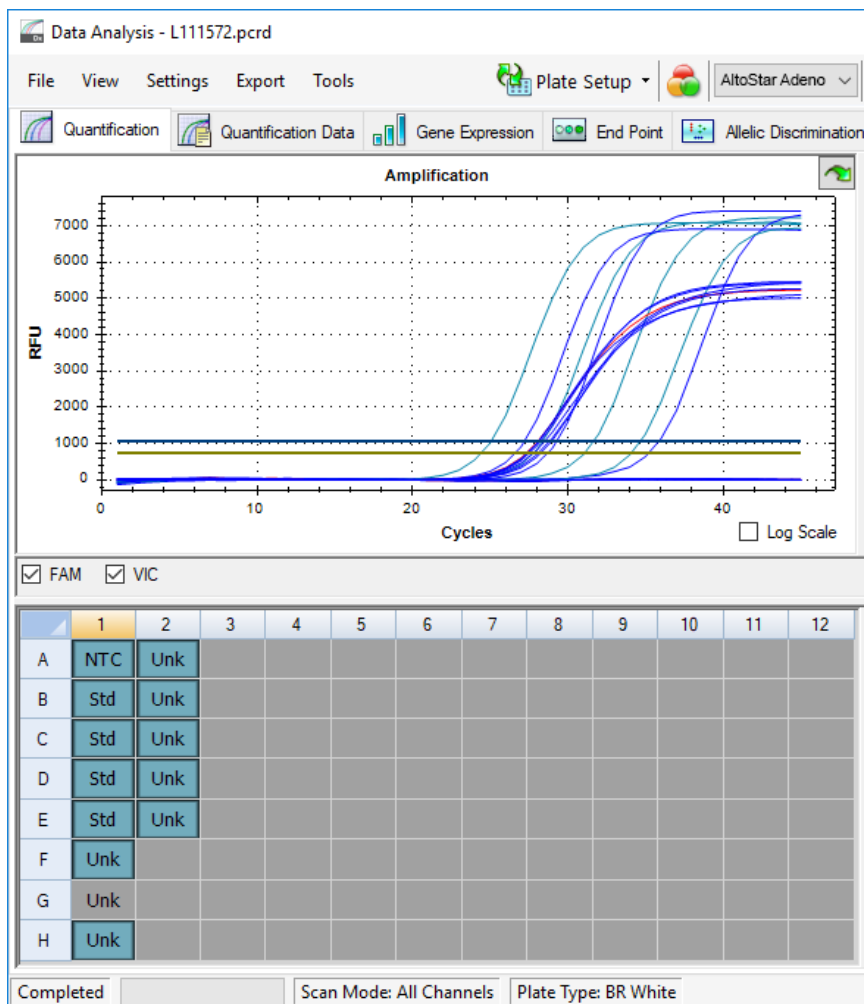 Data Analysis - L111572.pcrd
File View Settings Export Tools Plate Setup AltoStar Adeno
Quantification Quantification Data Gene Expression End Point Allelic Discrimination
Amplification
7000
6000
5000
4000
3000
2000
1000
0
RFU
0 10 20 30 40
Cycles
Log Scale
FAM VIC
1 2 3 4 5 6 7 8 9 10 11 12
A NTC Unk
B Std Unk
C Std Unk
D Std Unk
E Std Unk
F Unk
G Unk
H Unk
Completed Scan Mode: All Channels Plate Type: BR White